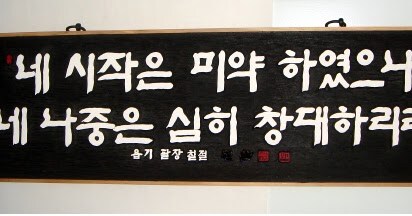 네 시작은 미약 하였으나
네 나중은 심히 창대하리라
욥기 팔장 칠절